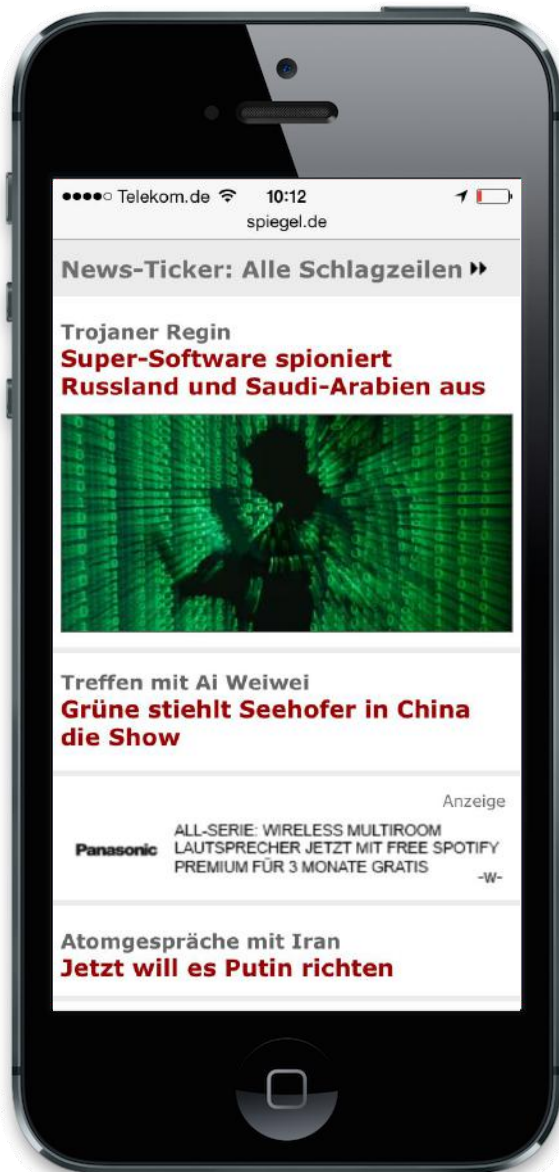 Telekom.de 10:12
spiegel.de
News-Ticker: Alle Schlagzeilen
Trojaner Regin
Super-Software spioniert
Russland und Saudi-Arabien aus
Treffen mit Ai Weiwei
Grüne stiehlt Seehofer in China
die Show
Anzeige
Panasonic
ALL-SERIE: WIRELESS MULTIROOM
LAUTSPRECHER JETZT MIT FREE SPOTIFY
PREMIUM FÜR 3 MONATE GRATIS
-W-
Atomgespräche mit Iran
Jetzt will es Putin richten